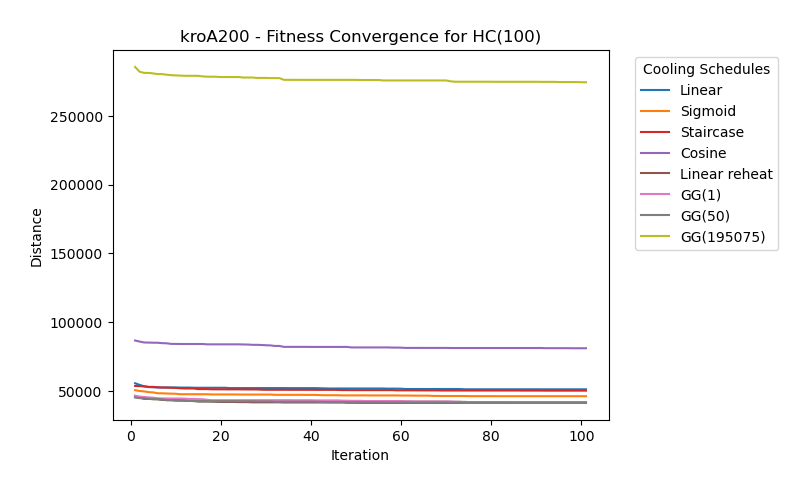 kroA200 - Fitness Convergence for HC(100)
Distance
250000
200000
150000
100000
50000
0
20
40
60
80
100
Iteration
Cooling Schedules
Linear
Sigmoid
Staircase
Cosine
Linear reheat
GG(1)
GG(50)
GG(195075)